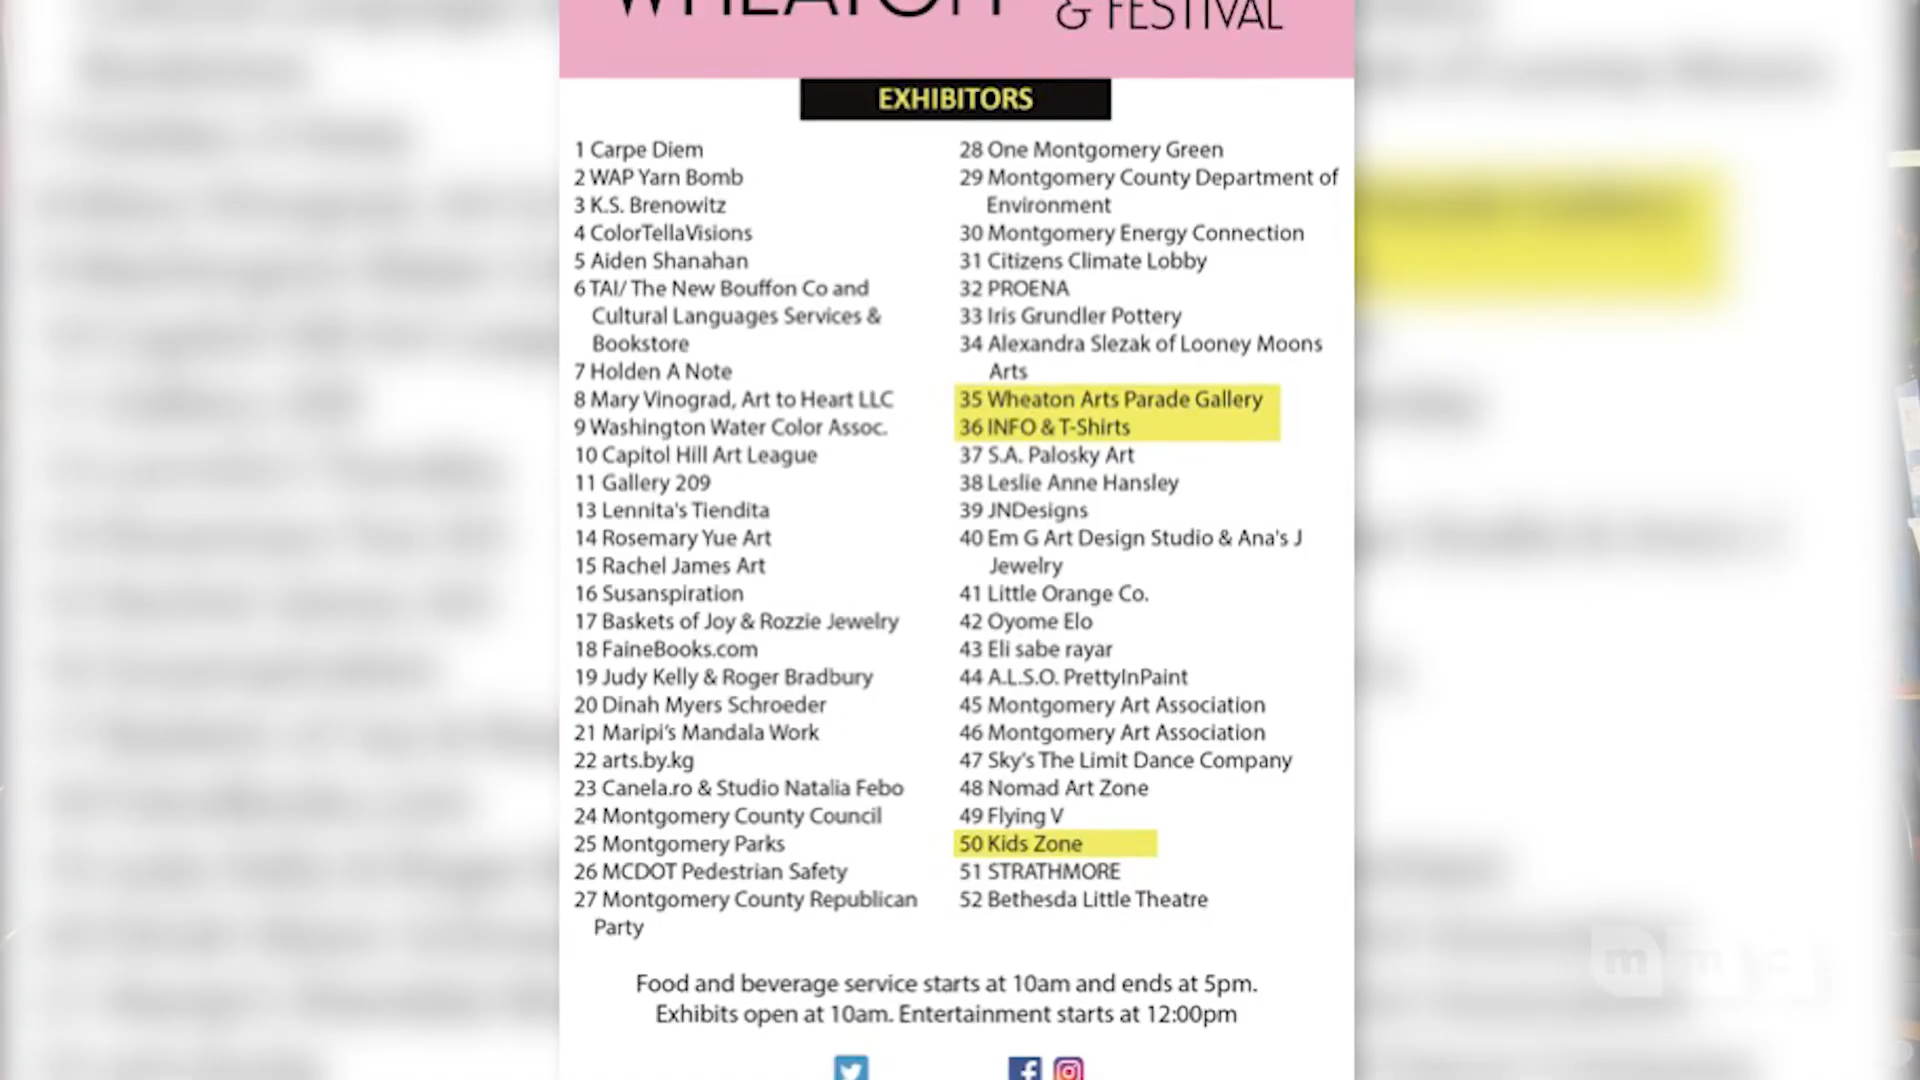 WHEATON
& FESTIVAL
EXHIBITORS
1 Carpe Diem
2 WAP Yarn Bomb
3 K.S. Brenowitz
4 ColorTellaVisions
5 Aiden Shanahan
6 TAI/ The New Bouffon Co and
Cultural Languages Services &
Bookstore
7 Holden A Note
8 Mary Vinograd, Art to Heart LLC
9 Washington Water Color Assoc.
10 Capitol Hill Art League
11 Gallery 209
13 Lennita's Tiendita
14 Rosemary Yue Art
15 Rachel James Art
16 Susanspiration
17 Baskets of Joy & Rozzie Jewelry
18 FaineBooks.com
19 Judy Kelly & Roger Bradbury
20 Dinah Myers Schroeder
21 Maripi's Mandala Work
22 arts.by.kg
23 Canela.ro & Studio Natalia Febo
24 Montgomery County Council
25 Montgomery Parks
26 MCDOT Pedestrian Safety
27 Montgomery County Republican
Party
28 One Montgomery Green
29 Montgomery County Department of
Environment
30 Montgomery Energy Connection
31 Citizens Climate Lobby
32 PROENA
33 Iris Grundler Pottery
34 Alexandra Slezak of Looney Moons
Arts
35 Wheaton Arts Parade Gallery
36 INFO & T-Shirts
37 S.A. Palosky Art
38 Leslie Anne Hansley
39 JNDesigns
40 Em G Art Design Studio & Ana's J
Jewelry
41 Little Orange Co.
42 Oyome Elo
43 Eli sabe rayar
44 A.L.S.O. PrettyInPaint
45 Montgomery Art Association
46 Montgomery Art Association
47 Sky's The Limit Dance Company
48 Nomad Art Zone
49 Flying V
50 Kids Zone
51 STRATHMORE
52 Bethesda Little Theatre
Food and beverage service starts at 10am and ends at 5pm.
Exhibits open at 10am. Entertainment starts at 12:00pm